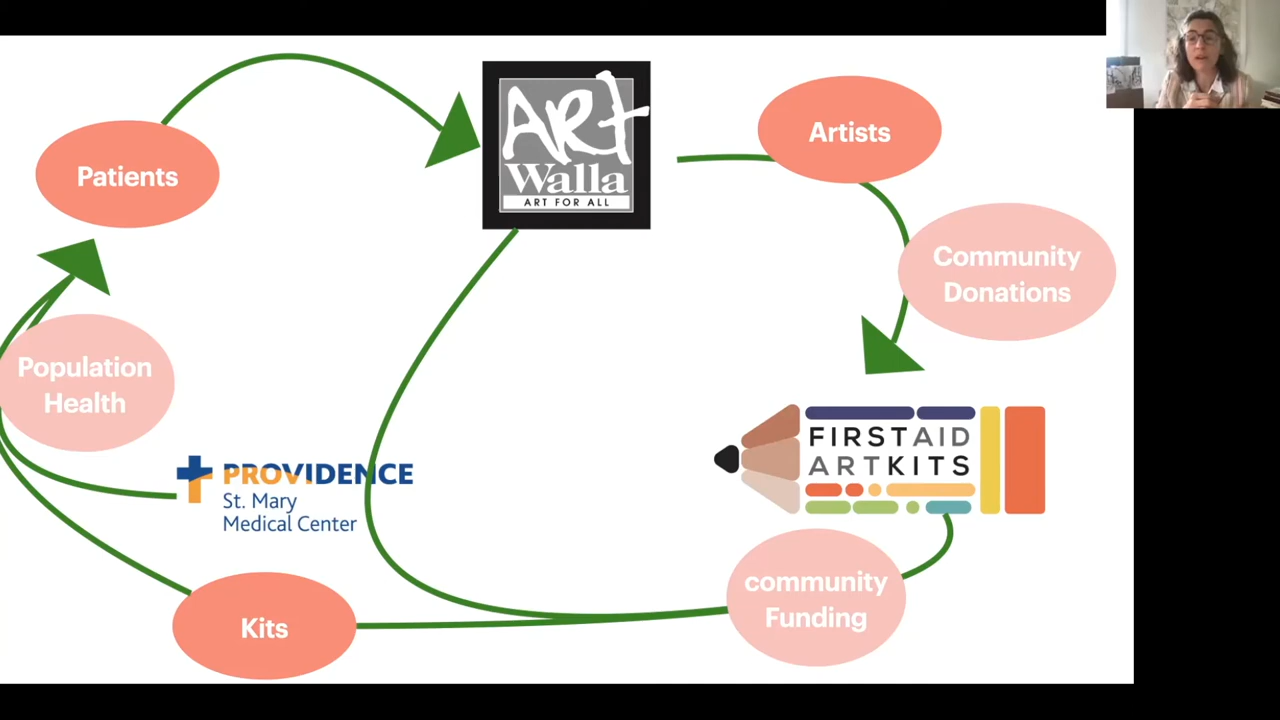 Patients
ART
Walla
ART FOR ALL
Artists
Community
Donations
Population
Health
PROVIDENCE
St. Mary
Medical Center
FIRSTAID
ARTKITS
community
Funding
Kits